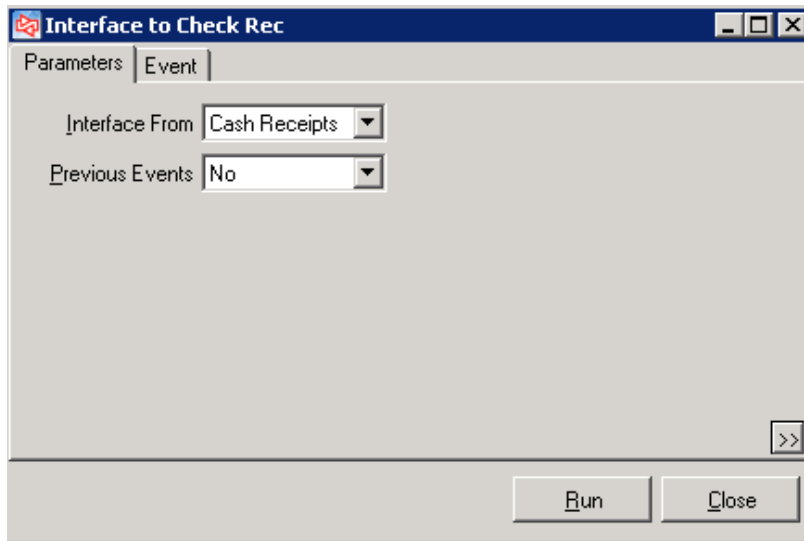 Interface to Check Rec
Parameters Event
Interface From Cash Receipts
Previous Events No
>>
Run Close